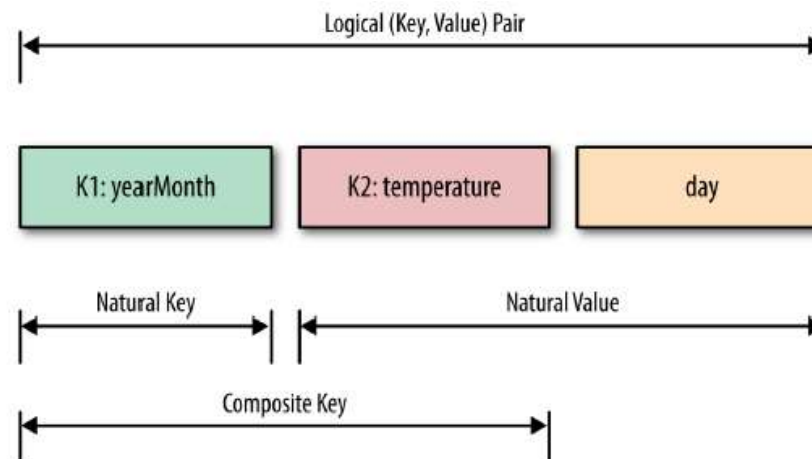 Logical (Key, Value) Pair
K1: yearMonth
K2: temperature
day
Natural Key
Natural Value
Composite Key